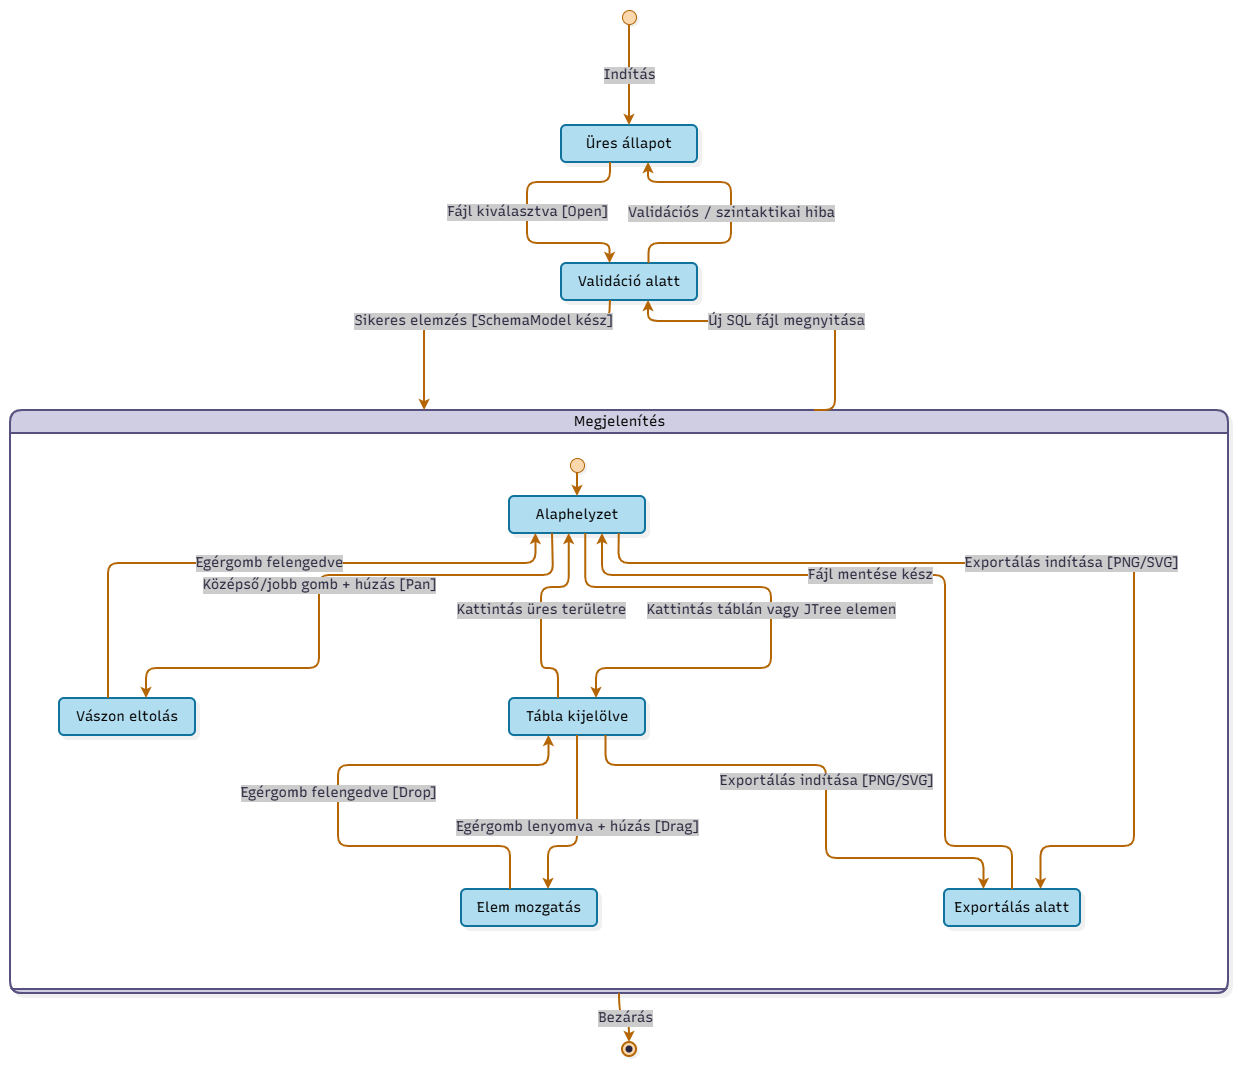 Indítás
Üres állapot
Fájl kiválasztva [Open]
Validációs / szintaktikai hiba
Validáció alatt
Sikeres elemzés [SchemaModel kész]
Új SQL fájl megnyitása
Megjelenítés
Alaphelyzet
Egérgomb felengedve
Exportálás indítása [PNG/SVG]
Középső/jobb gomb + húzás [Pan]
Fájl mentése kész
Kattintás üres területre
Kattintás táblán vagy JTree elemen
Vászon eltolás
Tábla kijelölve
Exportálás indítása [PNG/SVG]
Egérgomb felengedve [Drop]
Egérgomb lenyomva + húzás [Drag]
Elem mozgatás
Exportálás alatt
Bezárás